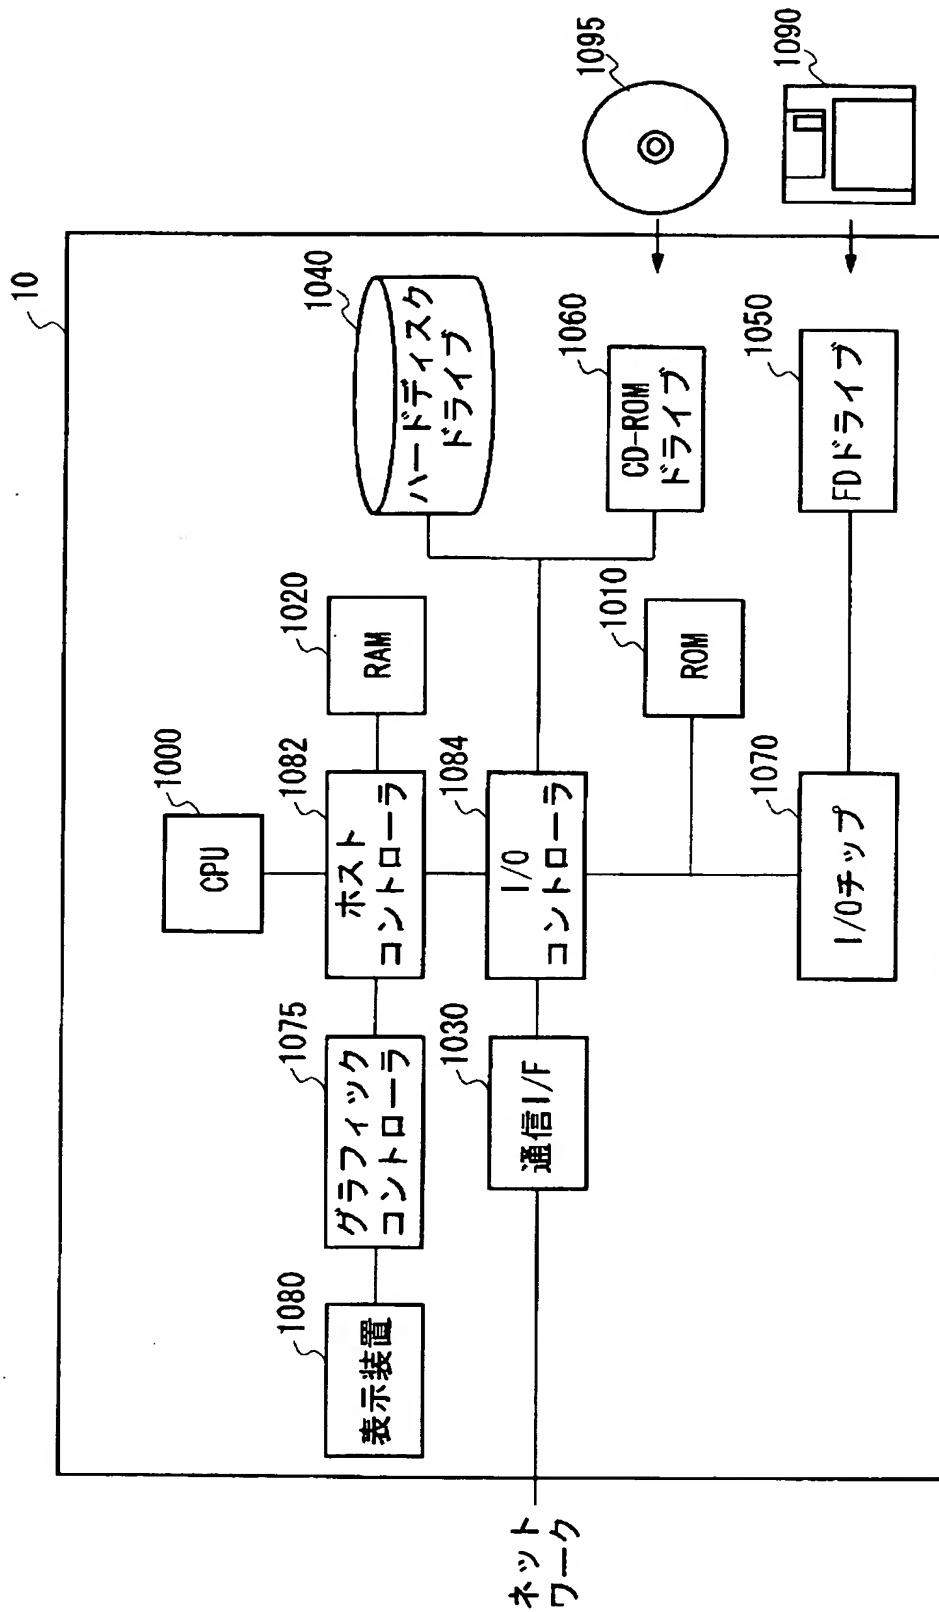 10
CPU
1000
表示装置
1080
グラフィック
コントローラ
1075
ホスト
コントローラ
1082
RAM
1020
ハードディスク
ドライブ
1040
ネット
ワーク
通信I/F
1030
I/O
コントローラ
1084
CD-ROM
ドライブ
1060
1095
ROM
1010
I/Oチップ
1070
FDドライブ
1050
1090